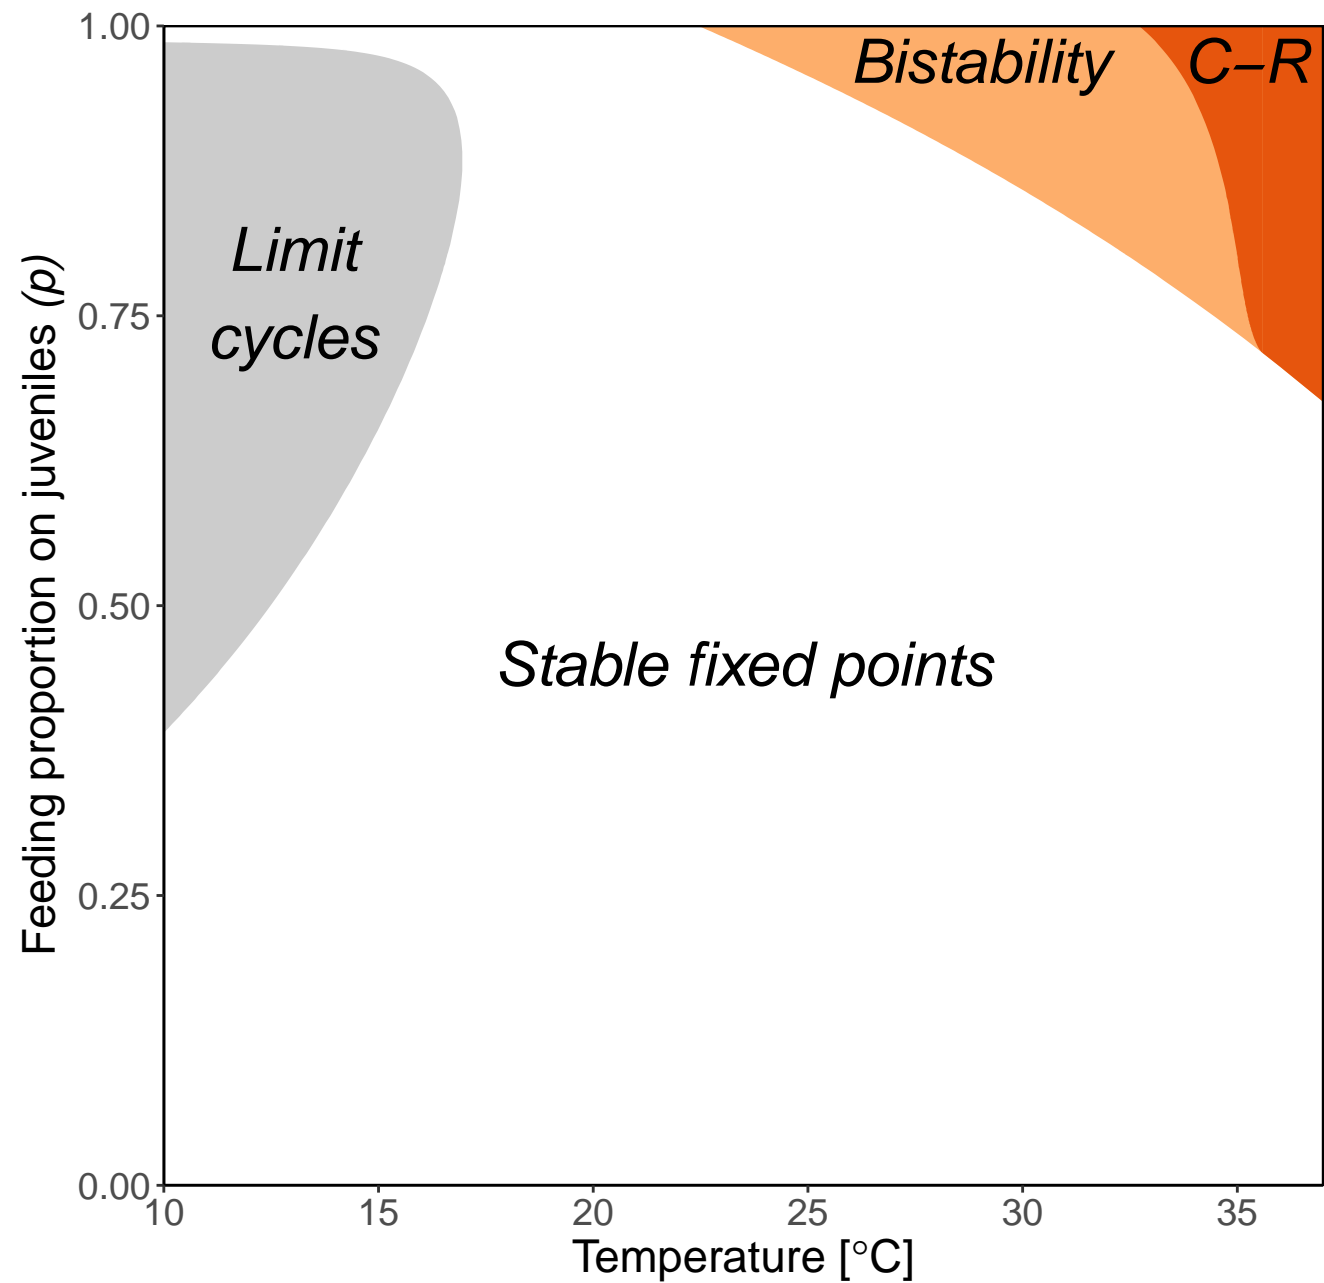 1.00
0.75
0.50
0.25
0.00
Feeding proportion on juveniles (p)
Limit
cycles
Bistability
C–R
Stable fixed points
10 15 20 25 30 35
Temperature [°C]